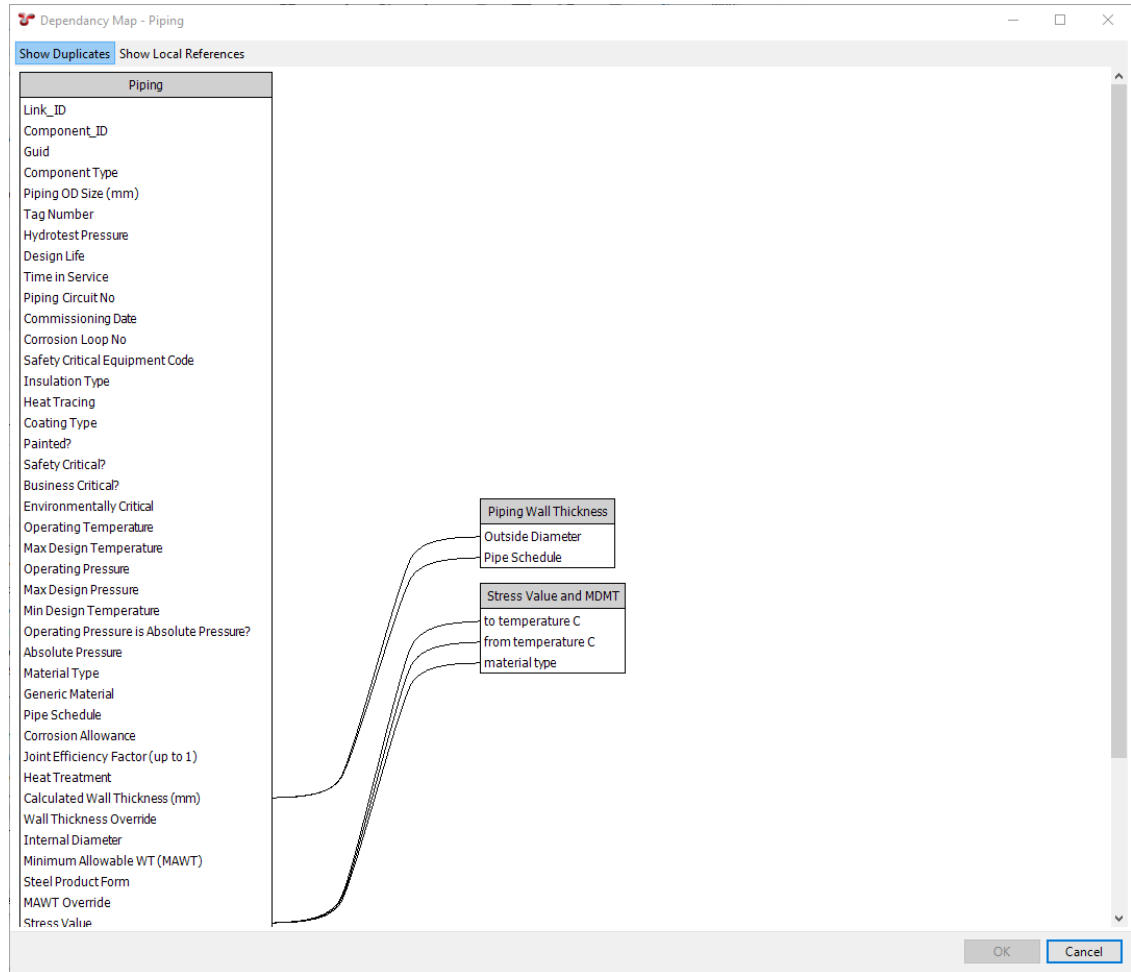 Dependancy Map - Piping
Show Duplicates Show Local References
Piping
Link_ID
Component_ID
Guid
Component Type
Piping OD Size (mm)
Tag Number
Hydrotest Pressure
Design Life
Time in Service
Piping Circuit No
Commissioning Date
Corrosion Loop No
Safety Critical Equipment Code
Insulation Type
Heat Tracing
Coating Type
Painted?
Safety Critical?
Business Critical?
Environmentally Critical
Operating Temperature
Max Design Temperature
Operating Pressure
Max Design Pressure
Min Design Temperature
Operating Pressure is Absolute Pressure?
Absolute Pressure
Material Type
Generic Material
Pipe Schedule
Corrosion Allowance
Joint Efficiency Factor (up to 1)
Heat Treatment
Calculated Wall Thickness (mm)
Wall Thickness Override
Internal Diameter
Minimum Allowable WT (MAWT)
Steel Product Form
MAWT Override
Stress Value
Piping Wall Thickness
Outside Diameter
Pipe Schedule
Stress Value and MDMT
to temperature C
from temperature C
material type
OK Cancel